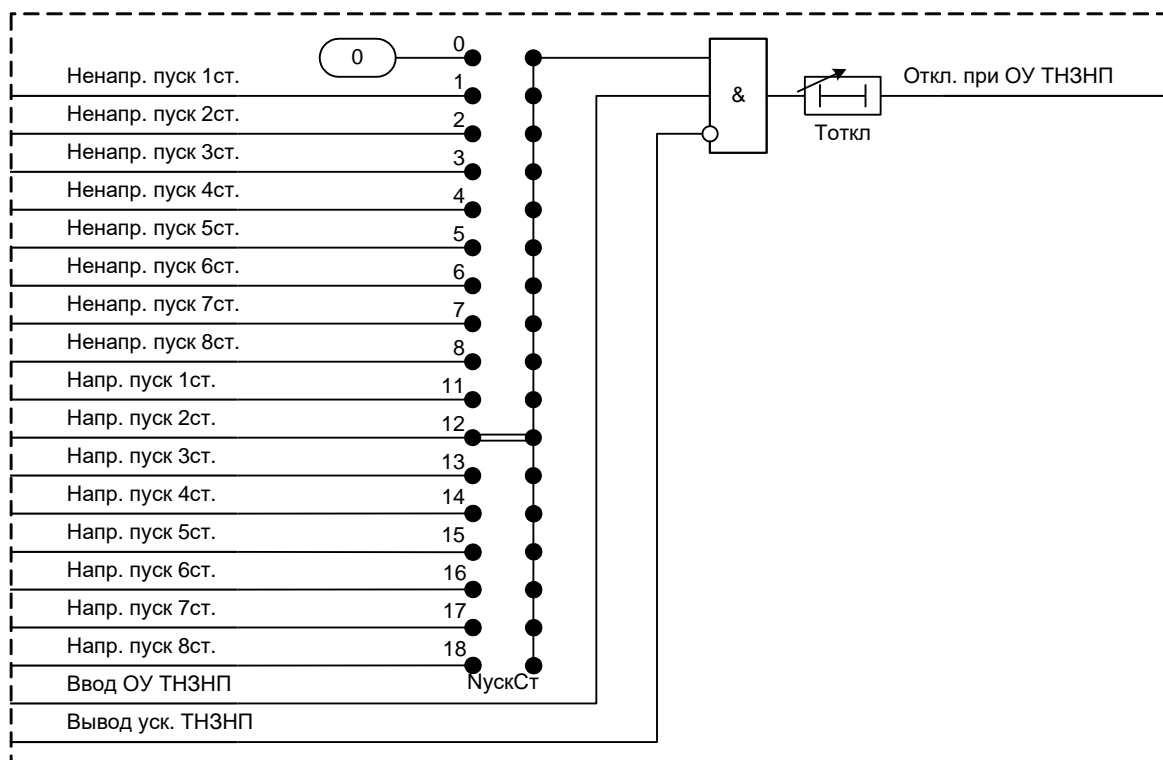 0
0
Ненапр. пуск 1ст.
1
Откл. при ОУ ТНЗНП
&
Ненапр. пуск 2ст.
2
Тоткл
Ненапр. пуск 3ст.
3
Ненапр. пуск 4ст.
4
Ненапр. пуск 5ст.
5
Ненапр. пуск 6ст.
6
Ненапр. пуск 7ст.
7
Ненапр. пуск 8ст.
8
Напр. пуск 1ст.
11
Напр. пуск 2ст.
12
Напр. пуск 3ст.
13
Напр. пуск 4ст.
14
Напр. пуск 5ст.
15
Напр. пуск 6ст.
16
Напр. пуск 7ст.
17
Напр. пуск 8ст.
18
Ввод ОУ ТНЗНП
NускСт
Вывод уск. ТНЗНП